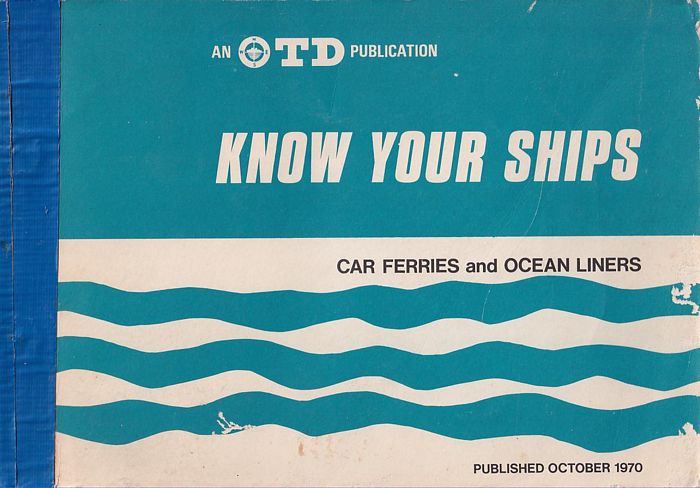 AN OTD PUBLICATION
KNOW YOUR SHIPS
CAR FERRIES and OCEAN LINERS
PUBLISHED OCTOBER 1970